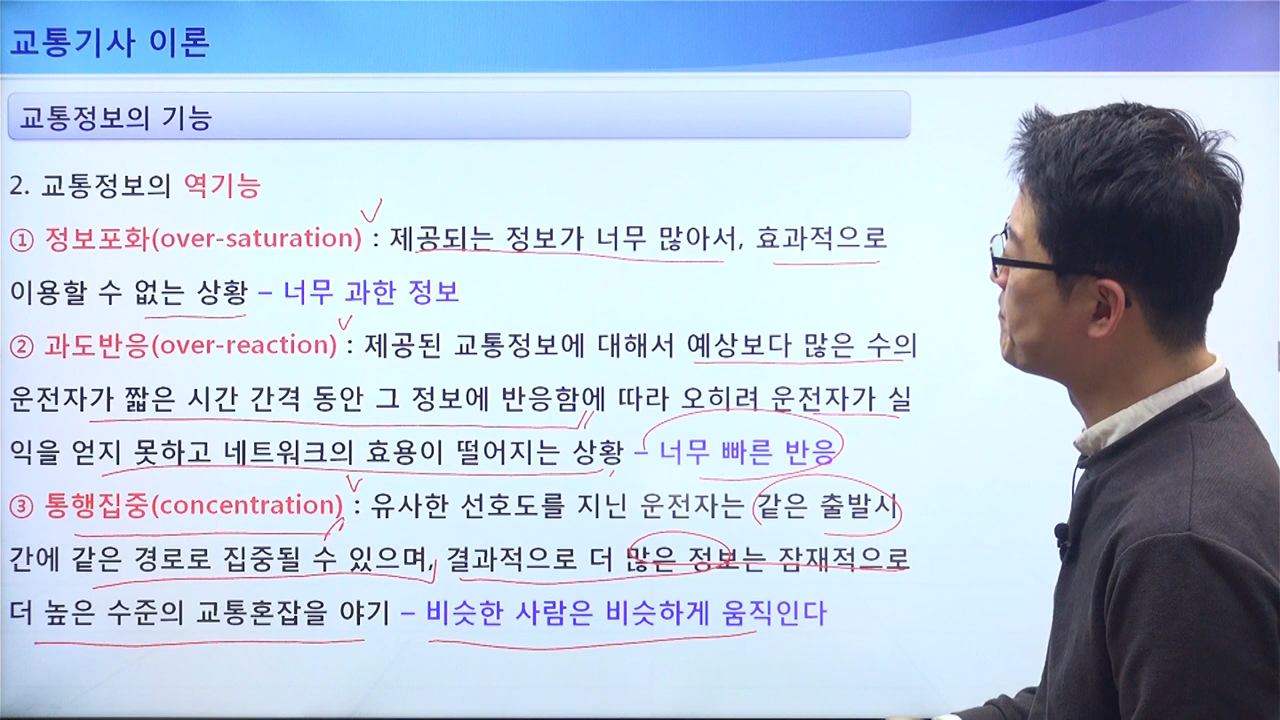 교통기사 이론
교통정보의 기능
2. 교통정보의 역기능
① 정보포화(over-saturation) : 제공되는 정보가 너무 많아서, 효과적으로
이용할 수 없는 상황 – 너무 과한 정보
② 과도반응(over-reaction) : 제공된 교통정보에 대해서 예상보다 많은 수의
운전자가 짧은 시간 간격 동안 그 정보에 반응함에 따라 오히려 운전자가 실
익을 얻지 못하고 네트워크의 효용이 떨어지는 상황 – 너무 빠른 반응
③ 통행집중(concentration) : 유사한 선호도를 지닌 운전자는 같은 출발시
간에 같은 경로로 집중될 수 있으며, 결과적으로 더 많은 정보는 잠재적으로
더 높은 수준의 교통혼잡을 야기 – 비슷한 사람은 비슷하게 움직인다